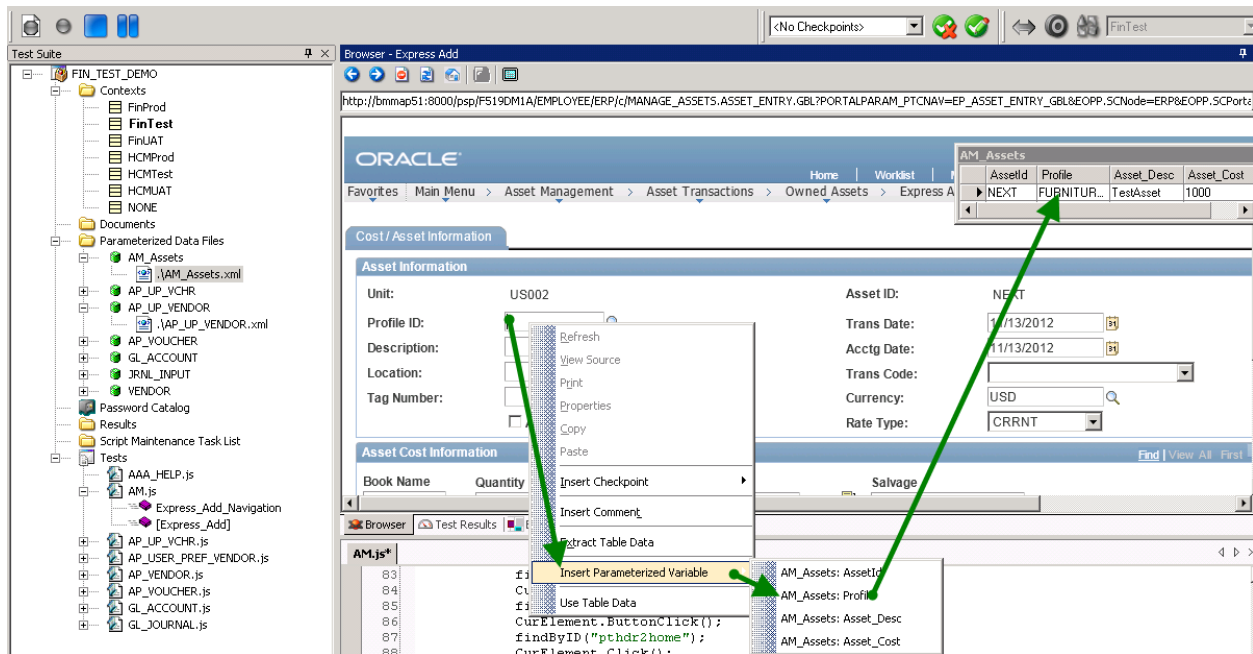 <No Checkpoints>
FinTest
Test Suite
FIN_TEST_DEMO
Contexts
FinProd
FinTest
FinUAT
HCMProd
HCMTest
HCMUAT
NONE
Documents
Parameterized Data Files
AM_Assets
.\AM_Assets.xml
AP_UP_VCHR
AP_UP_VENDOR
.\AP_UP_VENDOR.xml
AP_VOUCHER
GL_ACCOUNT
JRNL_INPUT
VENDOR
Password Catalog
Results
Script Maintenance Task List
Tests
AAA_HELP.js
AM.js
Express_Add_Navigation
[Express_Add]
AP_UP_VCHR.js
AP_USER_PREF_VENDOR.js
AP_VENDOR.js
AP_VOUCHER.js
GL_ACCOUNT.js
GL_JOURNAL.js
Browser - Express Add
http://bmmap51:8000/psp/F519DM1A/EMPLOYEE/ERP/c/MANAGE_ASSETS.ASSET_ENTRY.GBL?PORTALPARAM_PTCNAV=EP_ASSET_ENTRY_GBL&EOPP.SCNode=ERP&EOPP.SCPorta
ORACLE
Home | Worklist |
Favorites Main Menu > Asset Management > Asset Transactions > Owned Assets > Express A
AM_Assets
AssetId Profile Asset_Desc Asset_Cost
NEXT FURNITUR... TestAsset 1000
Cost / Asset Information
Asset Information
Unit: US002 Asset ID: NEXT
Profile ID: Trans Date: 11/13/2012
Description: Acctg Date: 11/13/2012
Location: Trans Code:
Tag Number: Currency: USD
Rate Type: CRRNT
Asset Cost Information Find | View All First
Book Name Quantity Salvage
Refresh
View Source
Print
Properties
Copy
Paste
Insert Checkpoint
Insert Comment
Extract Table Data
Insert Parameterized Variable
Use Table Data
AM_Assets: AssetId
AM_Assets: Profile
AM_Assets: Asset_Desc
AM_Assets: Asset_Cost
Browser Test Results
AM.js*
83 fi
84 Cu
85 fi
86 CurElement.ButtonClick();
87 findByID("pthdr2home");
88 CurElement.Click();